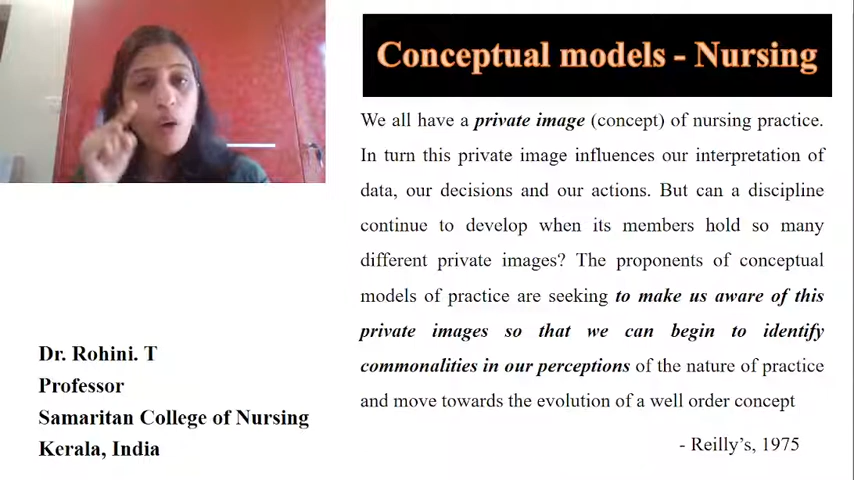 Conceptual models - Nursing
We all have a private image (concept) of nursing practice.
In turn this private image influences our interpretation of
data, our decisions and our actions. But can a discipline
continue to develop when its members hold so many
different private images? The proponents of conceptual
models of practice are seeking to make us aware of this
private images so that we can begin to identify
commonalities in our perceptions of the nature of practice
and move towards the evolution of a well order concept
- Reilly's, 1975
Dr. Rohini. T
Professor
Samaritan College of Nursing
Kerala, India